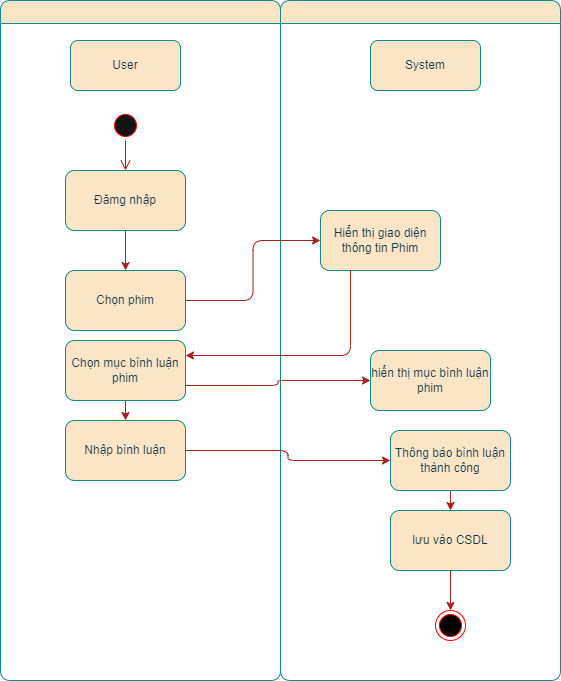 User
System
Đămg nhập
Hiển thị giao diện
thông tin Phim
Chọn phim
Chọn mục bình luận
phim
hiển thị mục bình luận
phim
Nhập bình luận
Thông báo bình luận
thành công
lưu vào CSDL